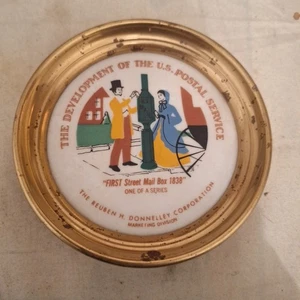 THE DEVELOPMENT OF THE U.S. POSTAL SERVICE
"FIRST Street Mail Box 1838"
ONE OF A SERIES
THE REUBEN H. DONNELLEY CORPORATION
MARKETING DIVISION